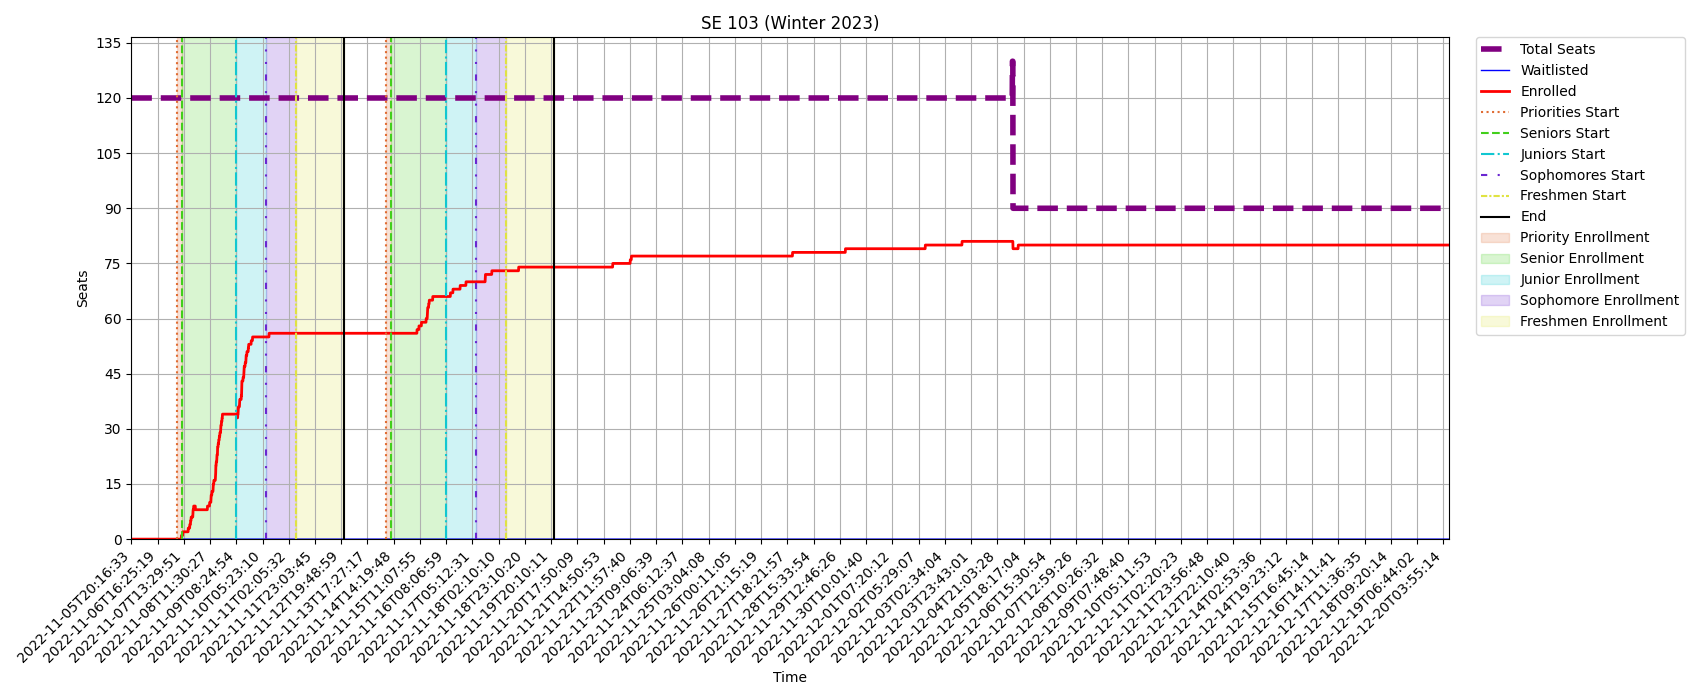 SE 103 (Winter 2023)
135
120
105
90
75
60
45
30
15
0
Seats
2022-11-05T20:16:33
2022-11-06T16:25:19
2022-11-07T13:29:51
2022-11-08T11:30:27
2022-11-09T08:24:54
2022-11-10T05:23:10
2022-11-11T02:05:32
2022-11-11T23:03:45
2022-11-12T19:48:59
2022-11-13T17:27:17
2022-11-14T14:19:48
2022-11-15T11:07:55
2022-11-16T08:06:59
2022-11-17T05:12:31
2022-11-18T02:10:10
2022-11-18T23:10:20
2022-11-19T20:10:11
2022-11-20T17:50:09
2022-11-21T14:50:53
2022-11-22T11:57:40
2022-11-23T09:06:39
2022-11-24T06:12:37
2022-11-25T03:04:08
2022-11-26T00:11:05
2022-11-26T21:15:19
2022-11-27T18:21:57
2022-11-28T15:33:54
2022-11-29T12:46:26
2022-11-30T10:01:40
2022-12-01T07:20:12
2022-12-02T05:29:07
2022-12-03T02:34:04
2022-12-03T23:43:01
2022-12-04T21:03:28
2022-12-05T18:17:04
2022-12-06T15:30:54
2022-12-07T12:59:26
2022-12-08T10:26:32
2022-12-09T07:48:40
2022-12-10T05:11:53
2022-12-11T02:20:23
2022-12-11T23:56:48
2022-12-12T22:10:40
2022-12-14T02:53:36
2022-12-14T19:23:12
2022-12-15T16:45:14
2022-12-16T14:11:41
2022-12-17T11:36:35
2022-12-18T09:20:14
2022-12-19T06:44:02
2022-12-20T03:55:14
Time
Total Seats
Waitlisted
Enrolled
Priorities Start
Seniors Start
Juniors Start
Sophomores Start
Freshmen Start
End
Priority Enrollment
Senior Enrollment
Junior Enrollment
Sophomore Enrollment
Freshmen Enrollment